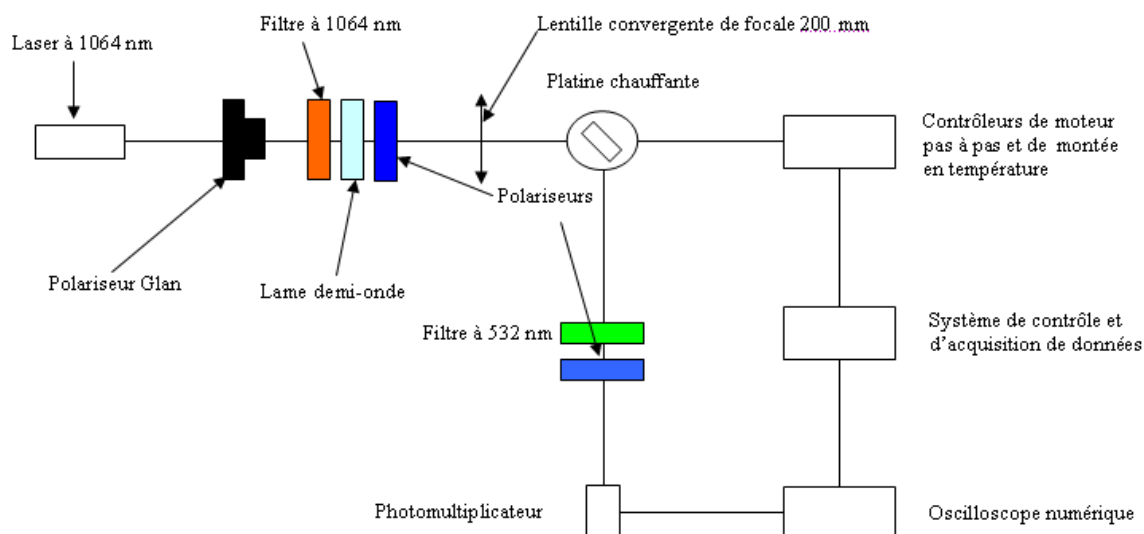 Filtre à 1064 nm
Lentille convergente de focale 200 mm
Laser à 1064 nm
Platine chauffante
Contrôleurs de moteur
pas à pas et de montée
en température
Polariseurs
Polariseur Glan
Lame demi-onde
Filtre à 532 nm
Système de contrôle et
d'acquisition de données
Photomultiplicateur
Oscilloscope numérique